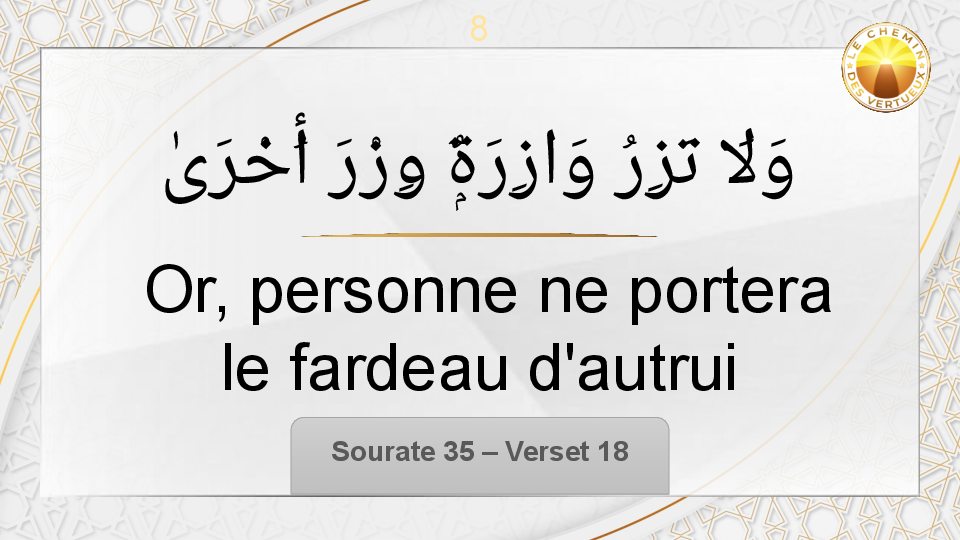 8
LE CHEMIN
DES VERTUEUX
وَلَا تَزِرُ وَازِرَةٌۭ وِزْرَ أُخْرَىٰ
Or, personne ne portera
le fardeau d'autrui
Sourate 35 – Verset 18